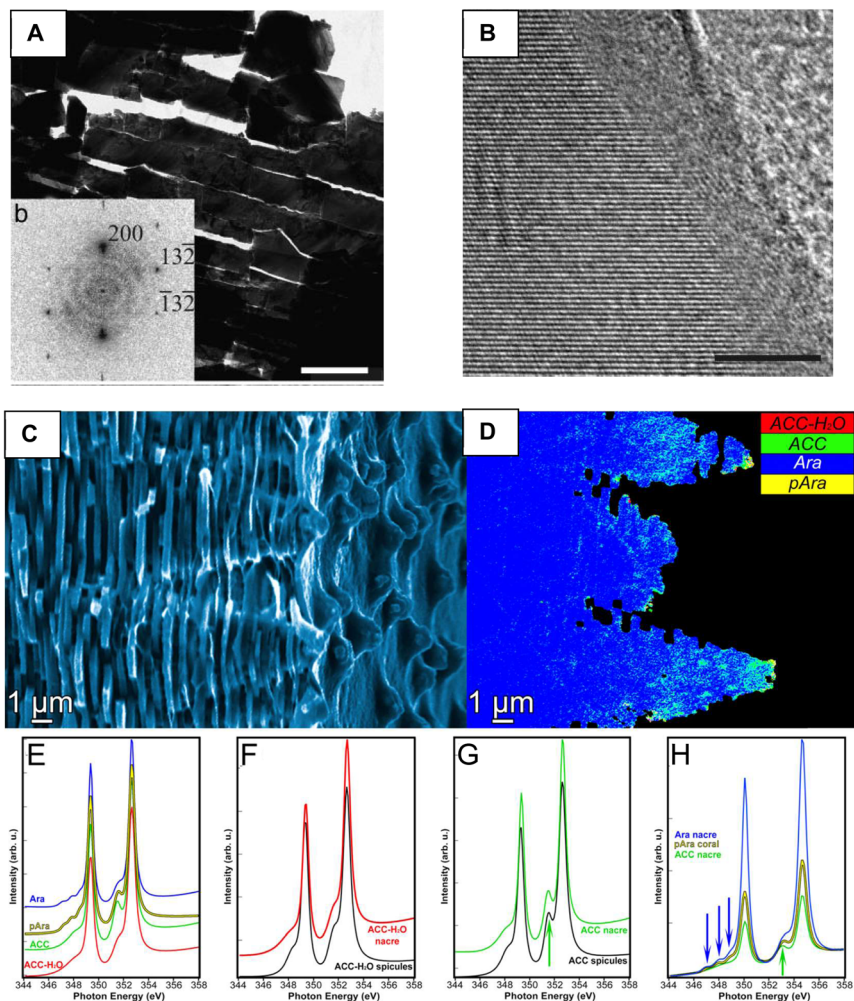 A
B
b
200
13̅2̅
1̅3̅2̅
C
D
ACC-H₂O
ACC
Ara
pAra
1 µm
1 µm
E
Intensity (arb. u.)
Ara
pAra
ACC
ACC-H₂O
344 346 348 350 352 354 356 358
Photon Energy (eV)
F
Intensity (arb. u.)
ACC-H₂O
nacre
ACC-H₂O spicules
344 346 348 350 352 354 356 358
Photon Energy (eV)
G
Intensity (arb. u.)
ACC nacre
ACC spicules
344 346 348 350 352 354 356 358
Photon Energy (eV)
H
Intensity (arb. u.)
Ara nacre
pAra coral
ACC nacre
344 346 348 350 352 354 356 358
Photon Energy (eV)